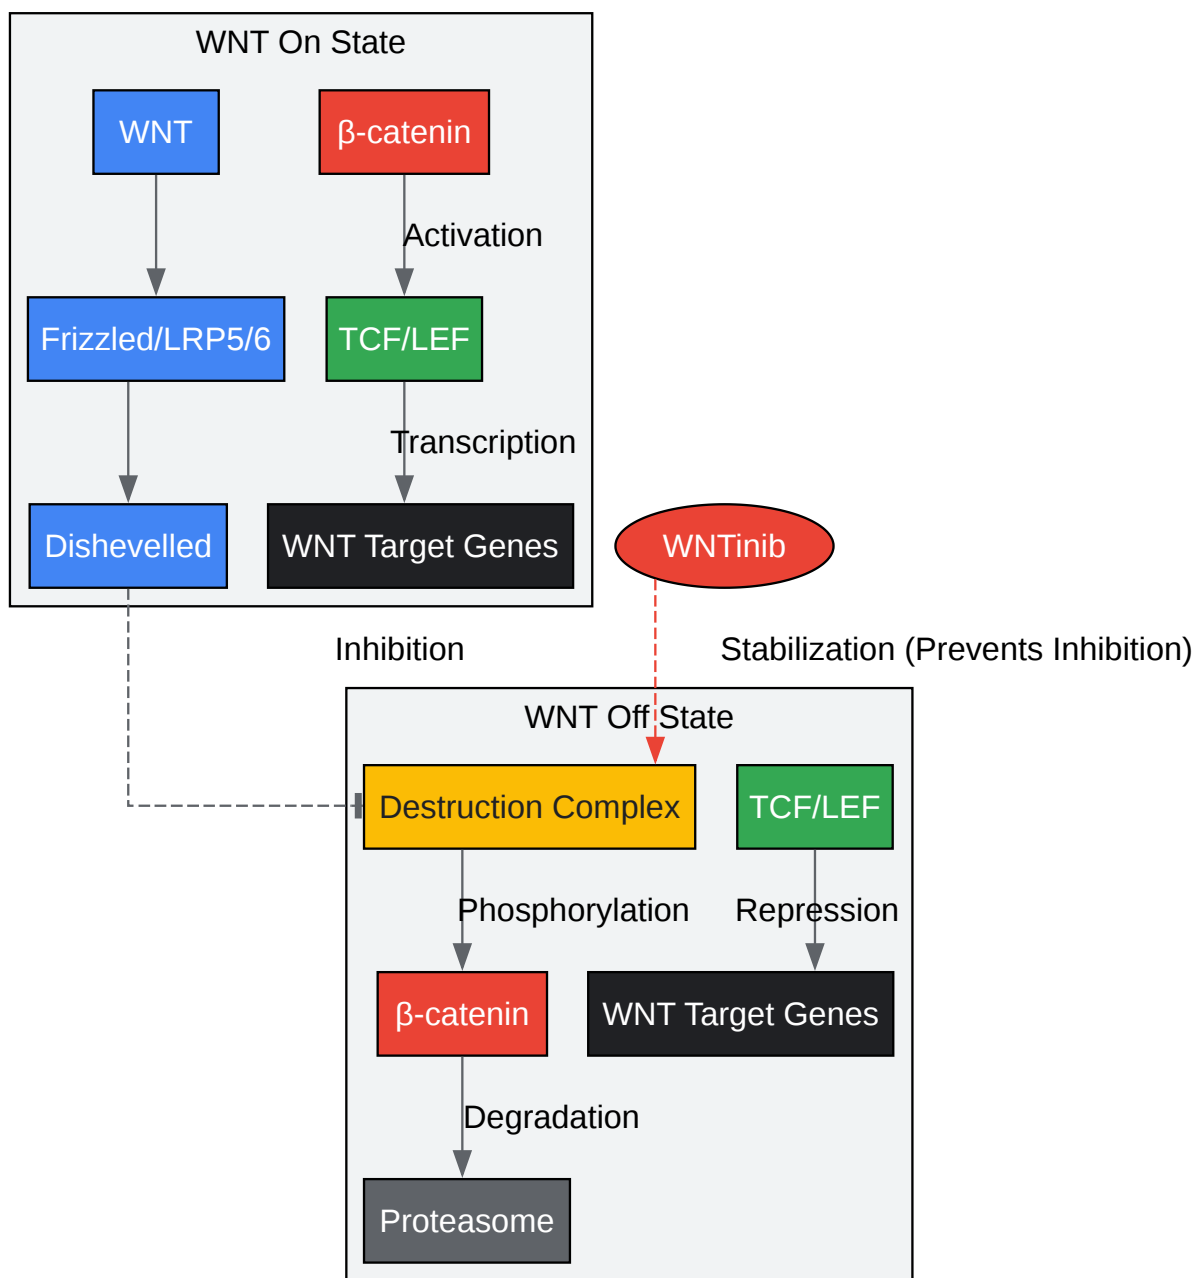 WNT On State
WNT
β-catenin
Activation
Frizzled/LRP5/6
TCF/LEF
Transcription
Dishevelled
WNT Target Genes
WNTinib
Inhibition
Stabilization (Prevents Inhibition)
WNT Off State
Destruction Complex
TCF/LEF
Phosphorylation
Repression
β-catenin
WNT Target Genes
Degradation
Proteasome